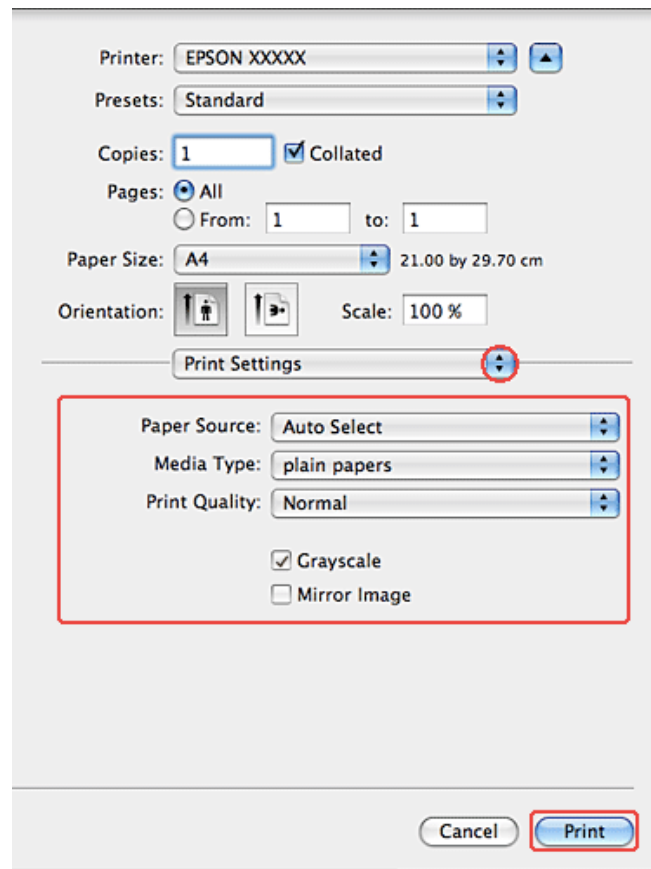 Printer: EPSON XXXXX
Presets: Standard
Copies: 1 Collated
Pages: All
From: 1 to: 1
Paper Size: A4 21.00 by 29.70 cm
Orientation: Scale: 100 %
Print Settings
Paper Source: Auto Select
Media Type: plain papers
Print Quality: Normal
Grayscale
Mirror Image
Cancel Print